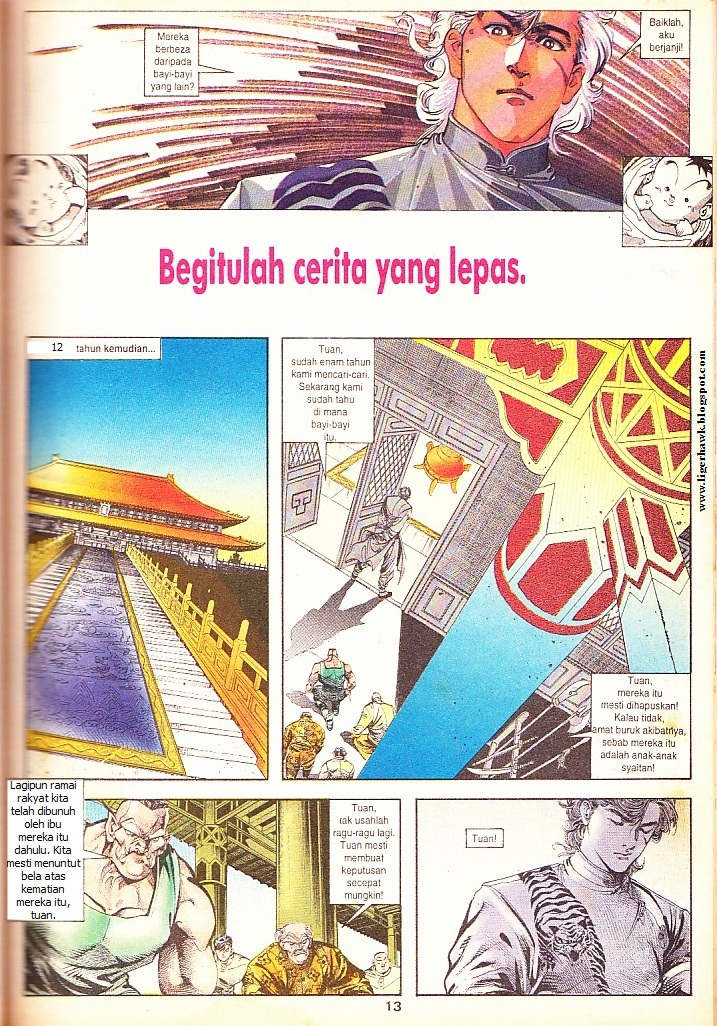 Mereka
berbeza
daripada
bayi-bayi
yang lain?
Baiklah,
aku
berjanji!
Begitulah cerita yang lepas.
12 tahun kemudian...
Tuan,
sudah enam tahun
kami mencari-cari.
Sekarang kami
sudah tahu
di mana
bayi-bayi
itu.
www.ligerhawk.blogspot.com
Tuan,
mereka itu
mesti dihapuskan!
Kalau tidak,
amat buruk akibatnya,
sebab mereka itu
adalah anak-anak
syaitan!
Lagipun ramai
rakyat kita
telah dibunuh
oleh ibu
mereka itu
dahulu. Kita
mesti menuntut
bela atas
kematian
mereka itu,
tuan.
Tuan,
tak usahlah
ragu-ragu lagi.
Tuan mesti
membuat
keputusan
secepat
mungkin!
Tuan!
13